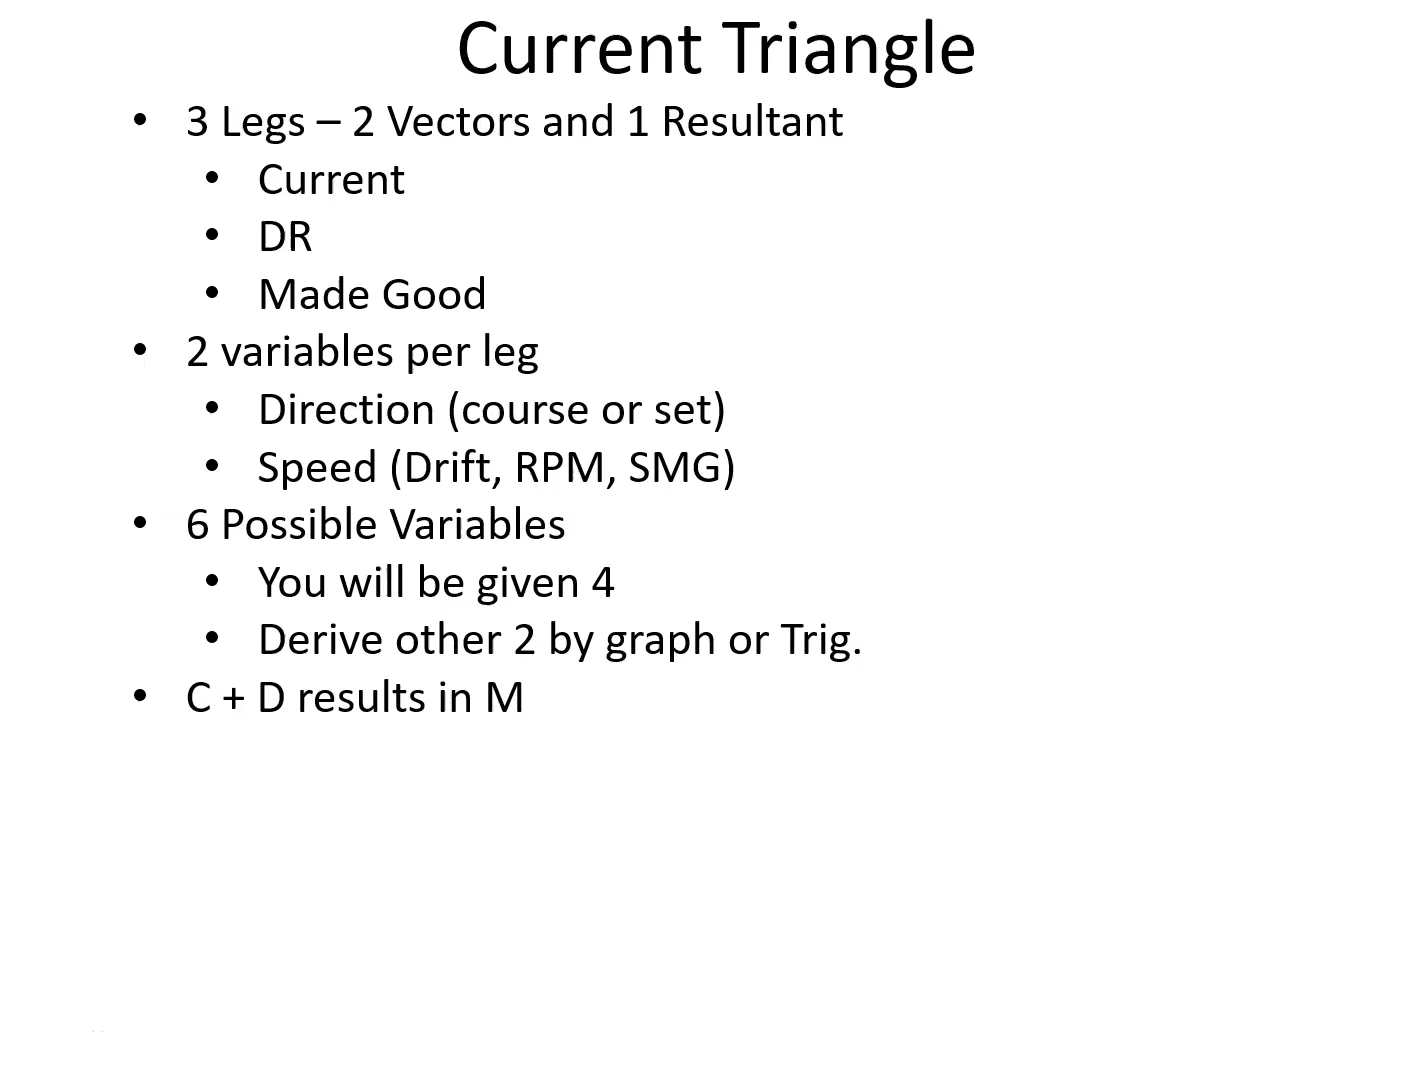 Current Triangle
• 3 Legs – 2 Vectors and 1 Resultant
• Current
• DR
• Made Good
• 2 variables per leg
• Direction (course or set)
• Speed (Drift, RPM, SMG)
• 6 Possible Variables
• You will be given 4
• Derive other 2 by graph or Trig.
• C + D results in M